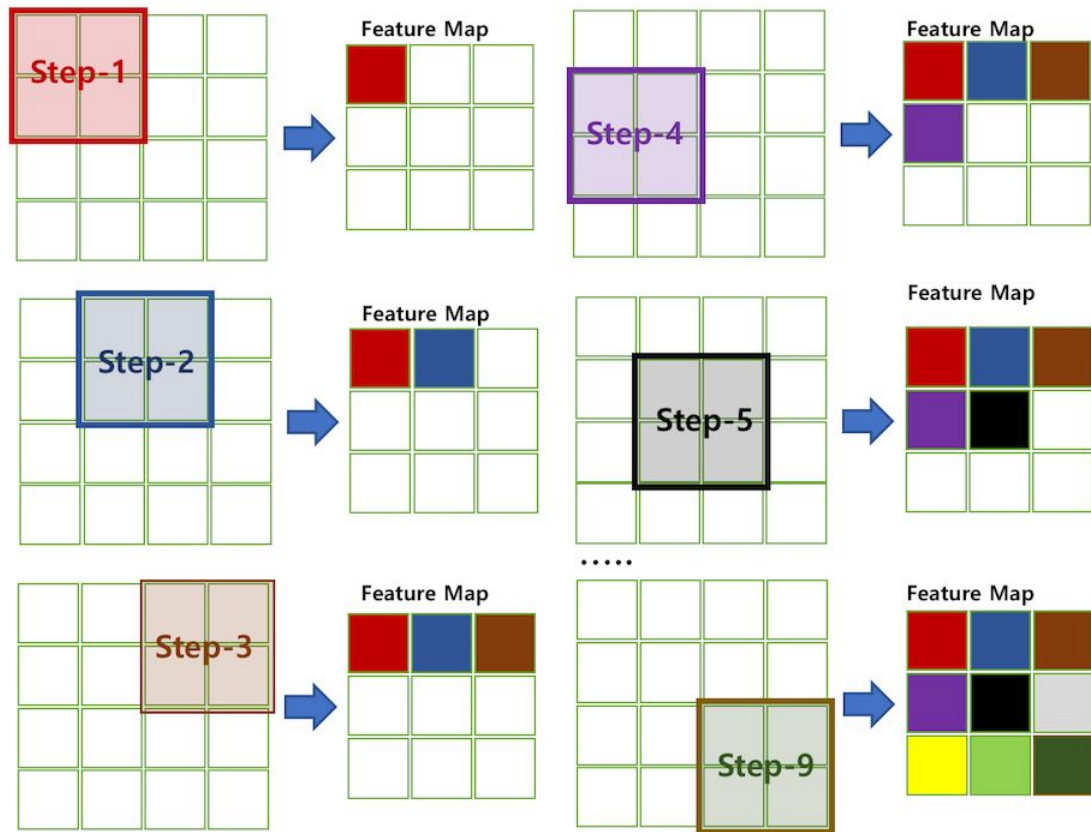 Feature Map
Step-1
Feature Map
Step-2
Feature Map
Step-3
Feature Map
Step-4
Feature Map
Step-5
.....
Feature Map
Step-9